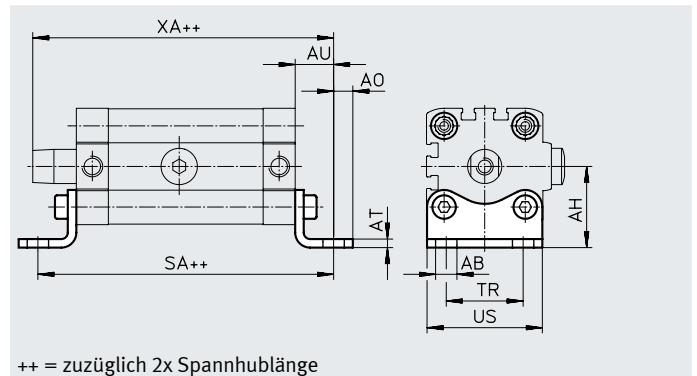 XA++
AU
AO
AT
SA++
AH
AB
TR
US
++ = zuzüglich 2x Spannhublänge